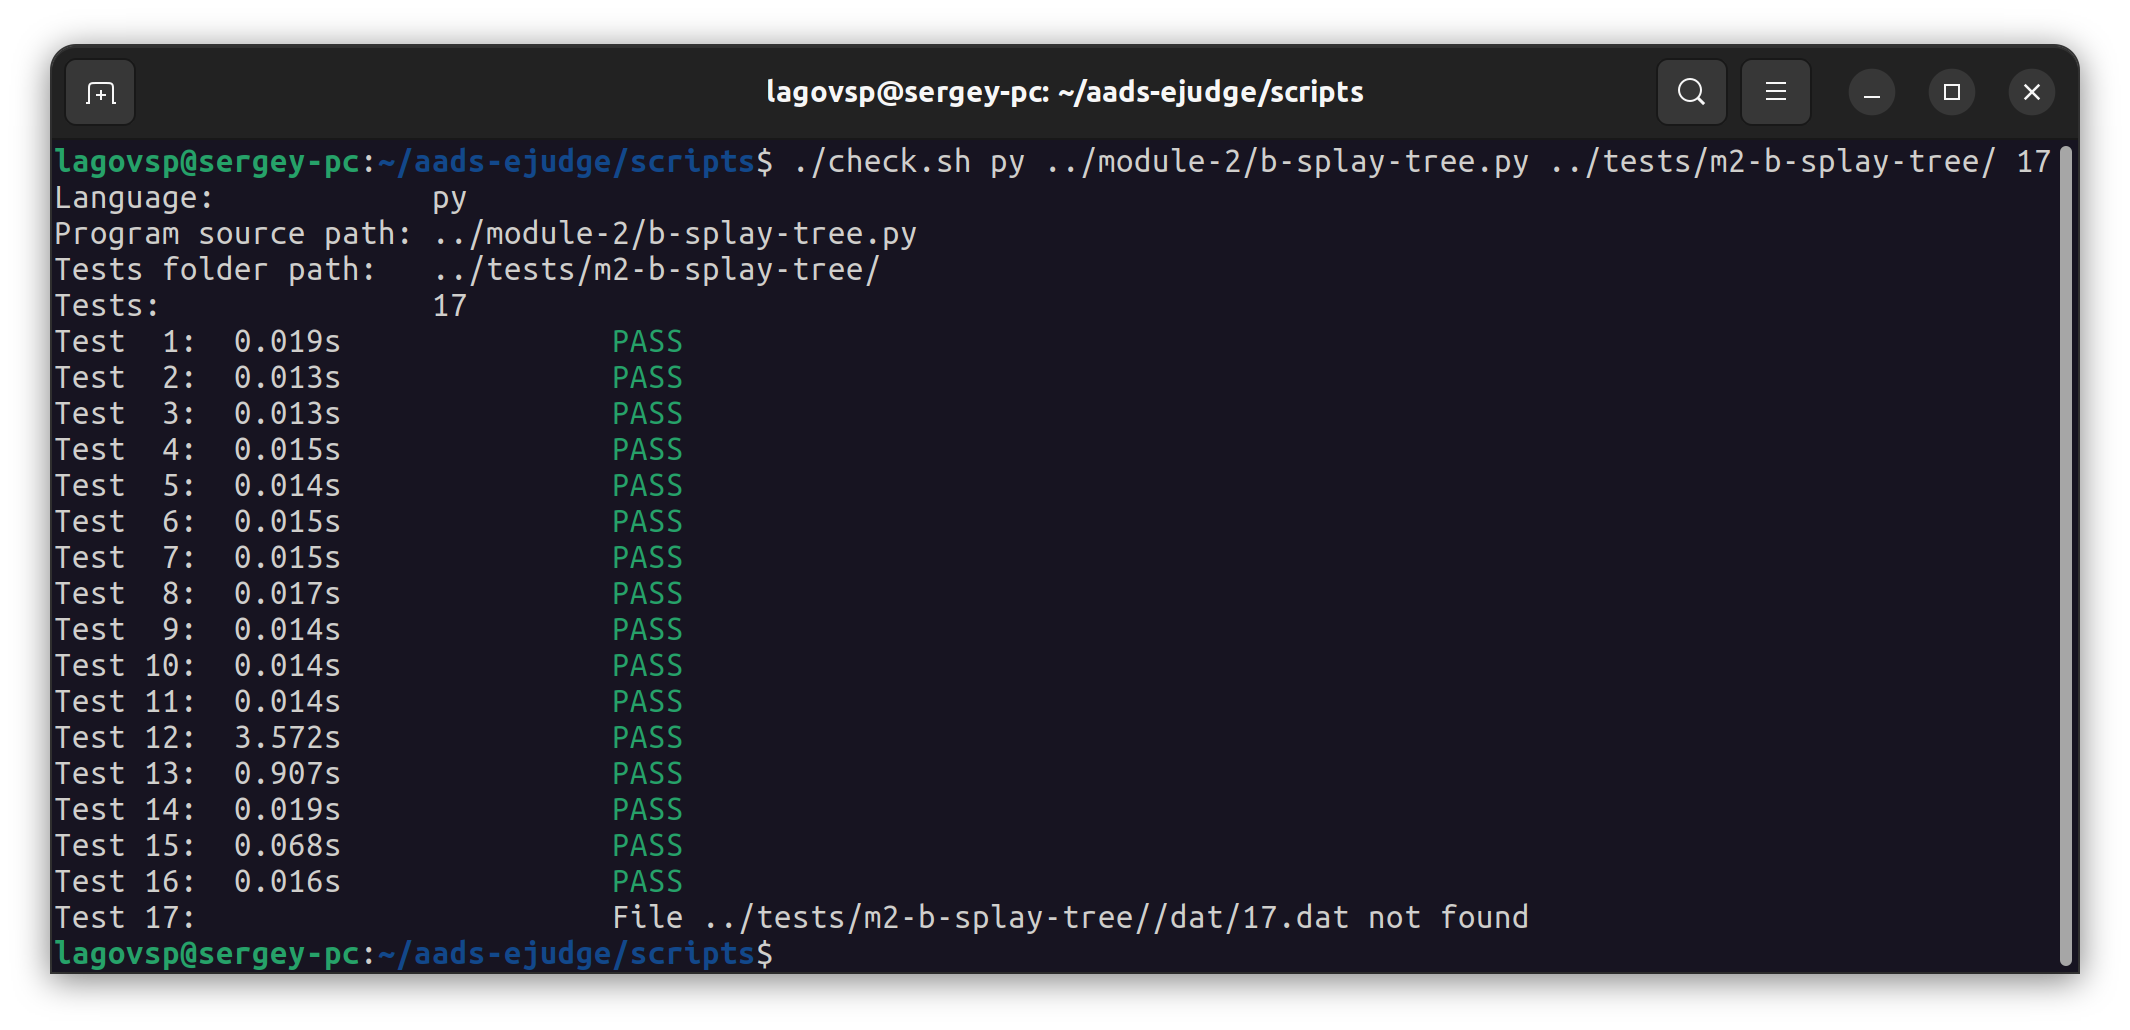 lagovsp@sergey-pc: ~/aads-ejudge/scripts
lagovsp@sergey-pc:~/aads-ejudge/scripts$ ./check.sh py ../module-2/b-splay-tree.py ../tests/m2-b-splay-tree/ 17
Language:            py
Program source path: ../module-2/b-splay-tree.py
Tests folder path:   ../tests/m2-b-splay-tree/
Tests:               17
Test  1:  0.019s               PASS
Test  2:  0.013s               PASS
Test  3:  0.013s               PASS
Test  4:  0.015s               PASS
Test  5:  0.014s               PASS
Test  6:  0.015s               PASS
Test  7:  0.015s               PASS
Test  8:  0.017s               PASS
Test  9:  0.014s               PASS
Test 10:  0.014s               PASS
Test 11:  0.014s               PASS
Test 12:  3.572s               PASS
Test 13:  0.907s               PASS
Test 14:  0.019s               PASS
Test 15:  0.068s               PASS
Test 16:  0.016s               PASS
Test 17:                       File ../tests/m2-b-splay-tree//dat/17.dat not found
lagovsp@sergey-pc:~/aads-ejudge/scripts$